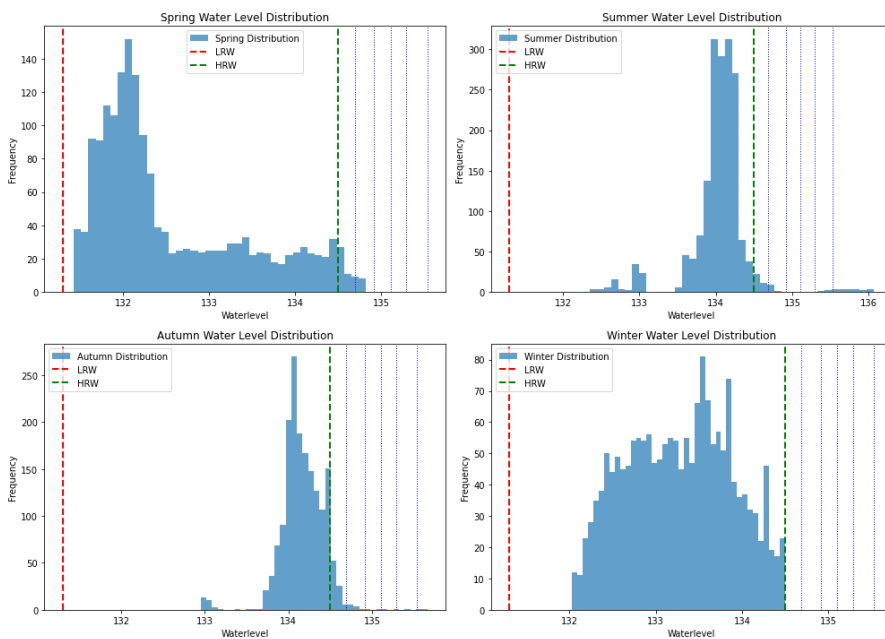 Spring Water Level Distribution
Frequency
140
120
100
80
60
40
20
0
Spring Distribution
LRW
HRW
132
133
134
135
Waterlevel
Summer Water Level Distribution
Frequency
300
250
200
150
100
50
0
Summer Distribution
LRW
HRW
132
133
134
135
136
Waterlevel
Autumn Water Level Distribution
Frequency
250
200
150
100
50
0
Autumn Distribution
LRW
HRW
132
133
134
135
Waterlevel
Winter Water Level Distribution
Frequency
80
70
60
50
40
30
20
10
0
Winter Distribution
LRW
HRW
132
133
134
135
Waterlevel